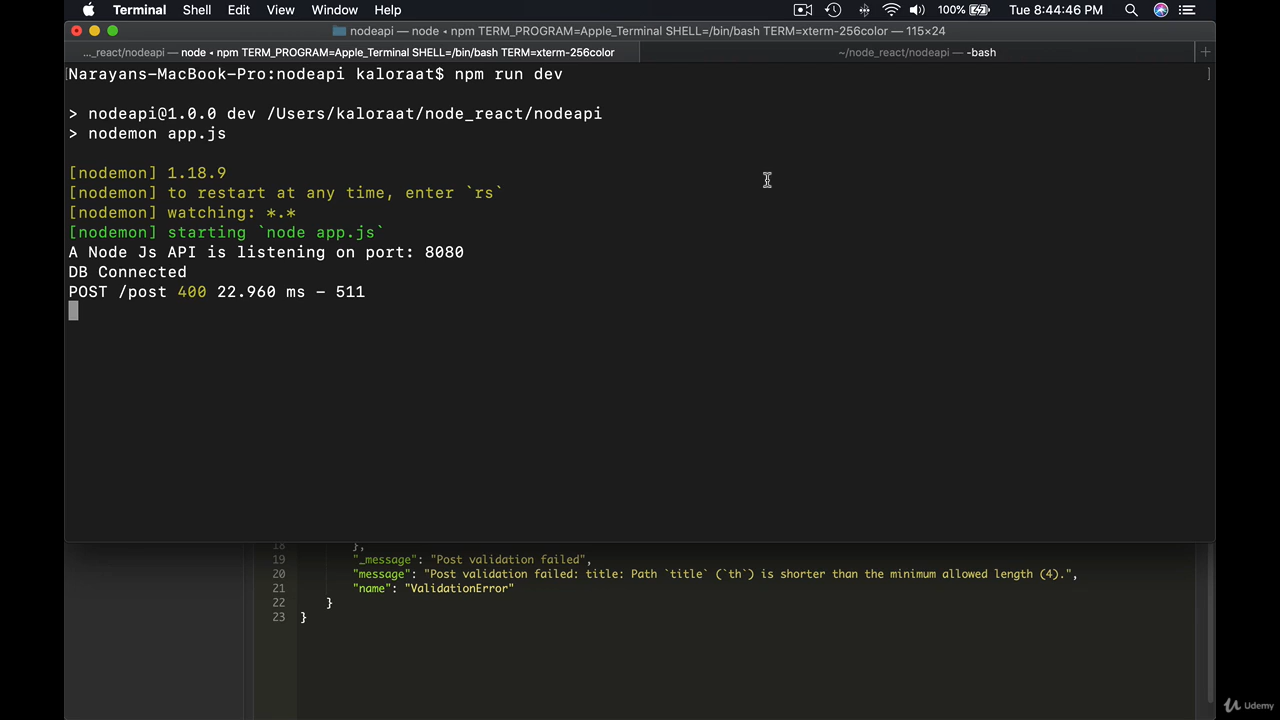 Terminal Shell Edit View Window Help 100% Tue 8:44:46 PM
nodeapi — node • npm TERM_PROGRAM=Apple_Terminal SHELL=/bin/bash TERM=xterm-256color — 115×24
..._react/nodeapi — node • npm TERM_PROGRAM=Apple_Terminal SHELL=/bin/bash TERM=xterm-256color ~/node_react/nodeapi — -bash +
[Narayans-MacBook-Pro:nodeapi kaloraat$ npm run dev ]
> nodeapi@1.0.0 dev /Users/kaloraat/node_react/nodeapi
> nodemon app.js
[nodemon] 1.18.9
[nodemon] to restart at any time, enter `rs`
[nodemon] watching: *.*
[nodemon] starting `node app.js`
A Node Js API is listening on port: 8080
DB Connected
POST /post 400 22.960 ms - 511
18 },
19 "_message": "Post validation failed",
20 "message": "Post validation failed: title: Path `title` (`th`) is shorter than the minimum allowed length (4).",
21 "name": "ValidationError"
22 }
23 }
Udemy